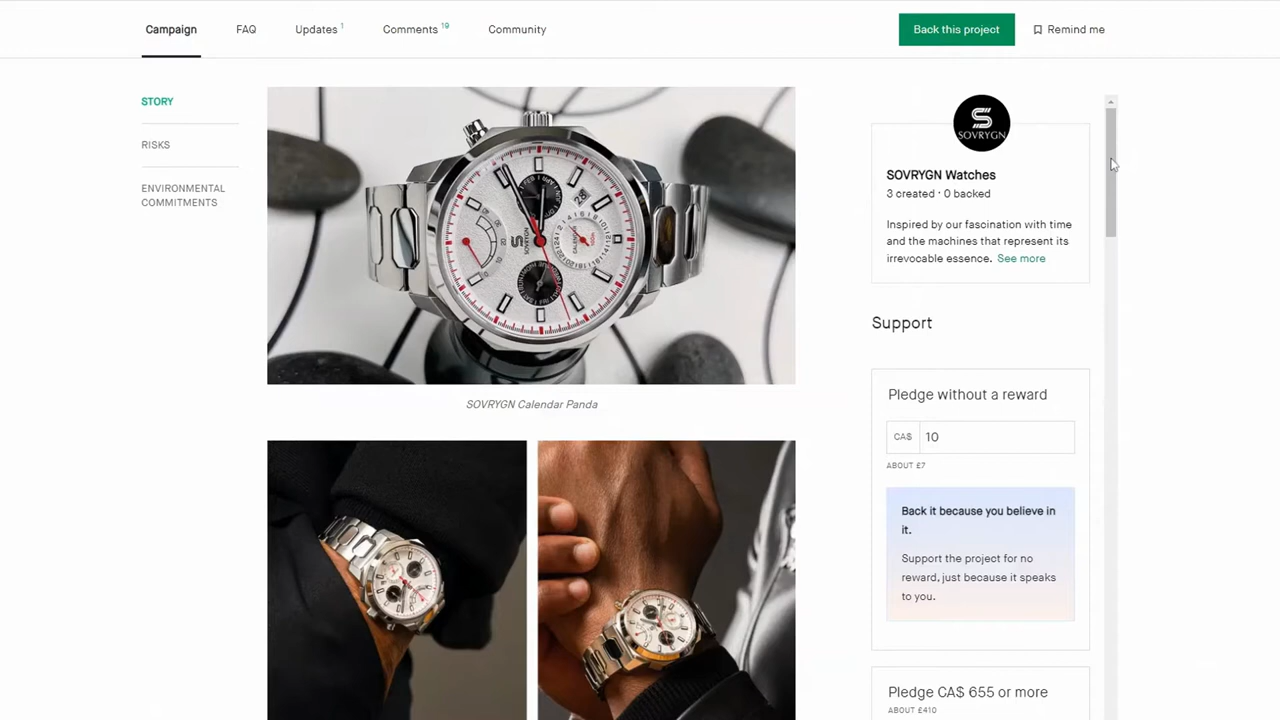 Campaign
FAQ
Updates 1
Comments 19
Community
Back this project
Remind me
STORY
RISKS
ENVIRONMENTAL
COMMITMENTS
28
SOVRYGN
CALENDAR
SOVRYGN Calendar Panda
SOVRYGN
SOVRYGN Watches
3 created · 0 backed
Inspired by our fascination with time
and the machines that represent its
irrevocable essence. See more
Support
Pledge without a reward
CA$ 10
ABOUT £7
Back it because you believe in
it.
Support the project for no
reward, just because it speaks
to you.
Pledge CA$ 655 or more
ABOUT £410